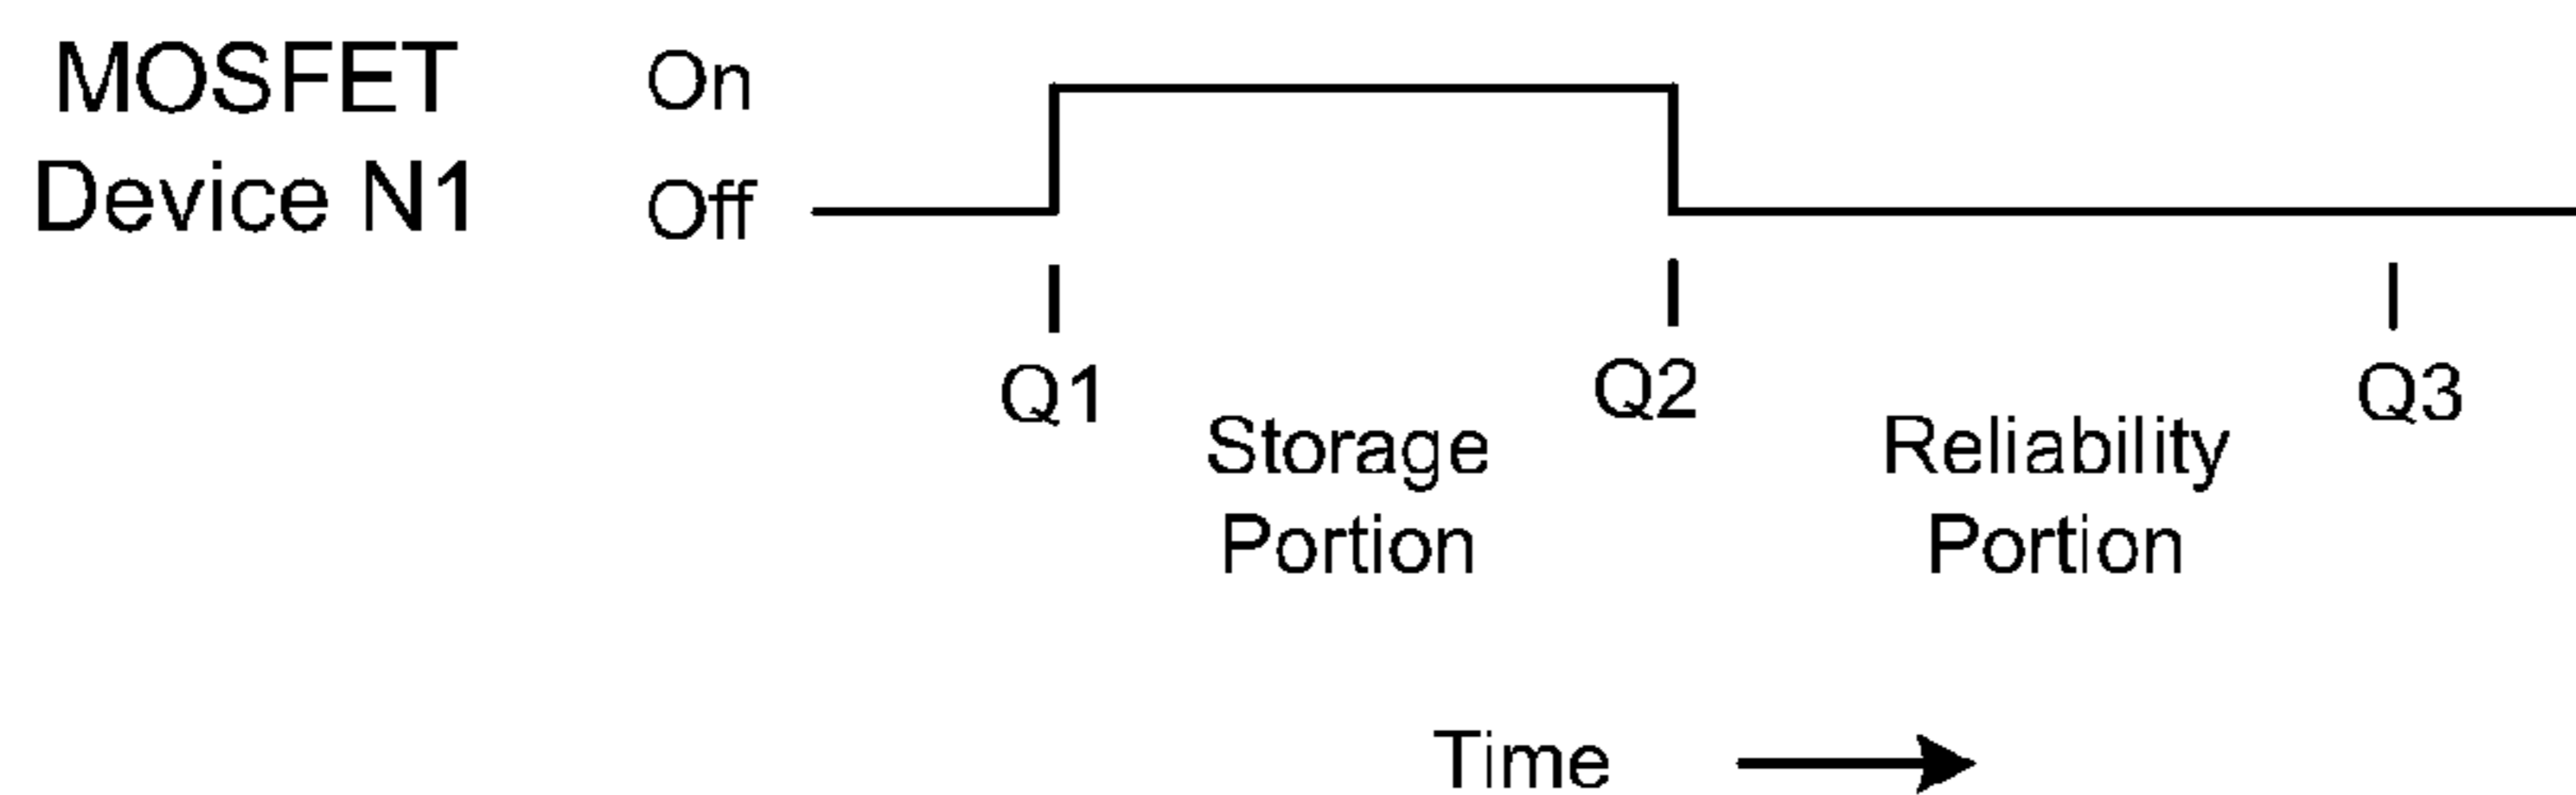 MOSFET
Device N1
On
Off
Q1
Q2
Q3
Storage
Portion
Reliability
Portion
Time